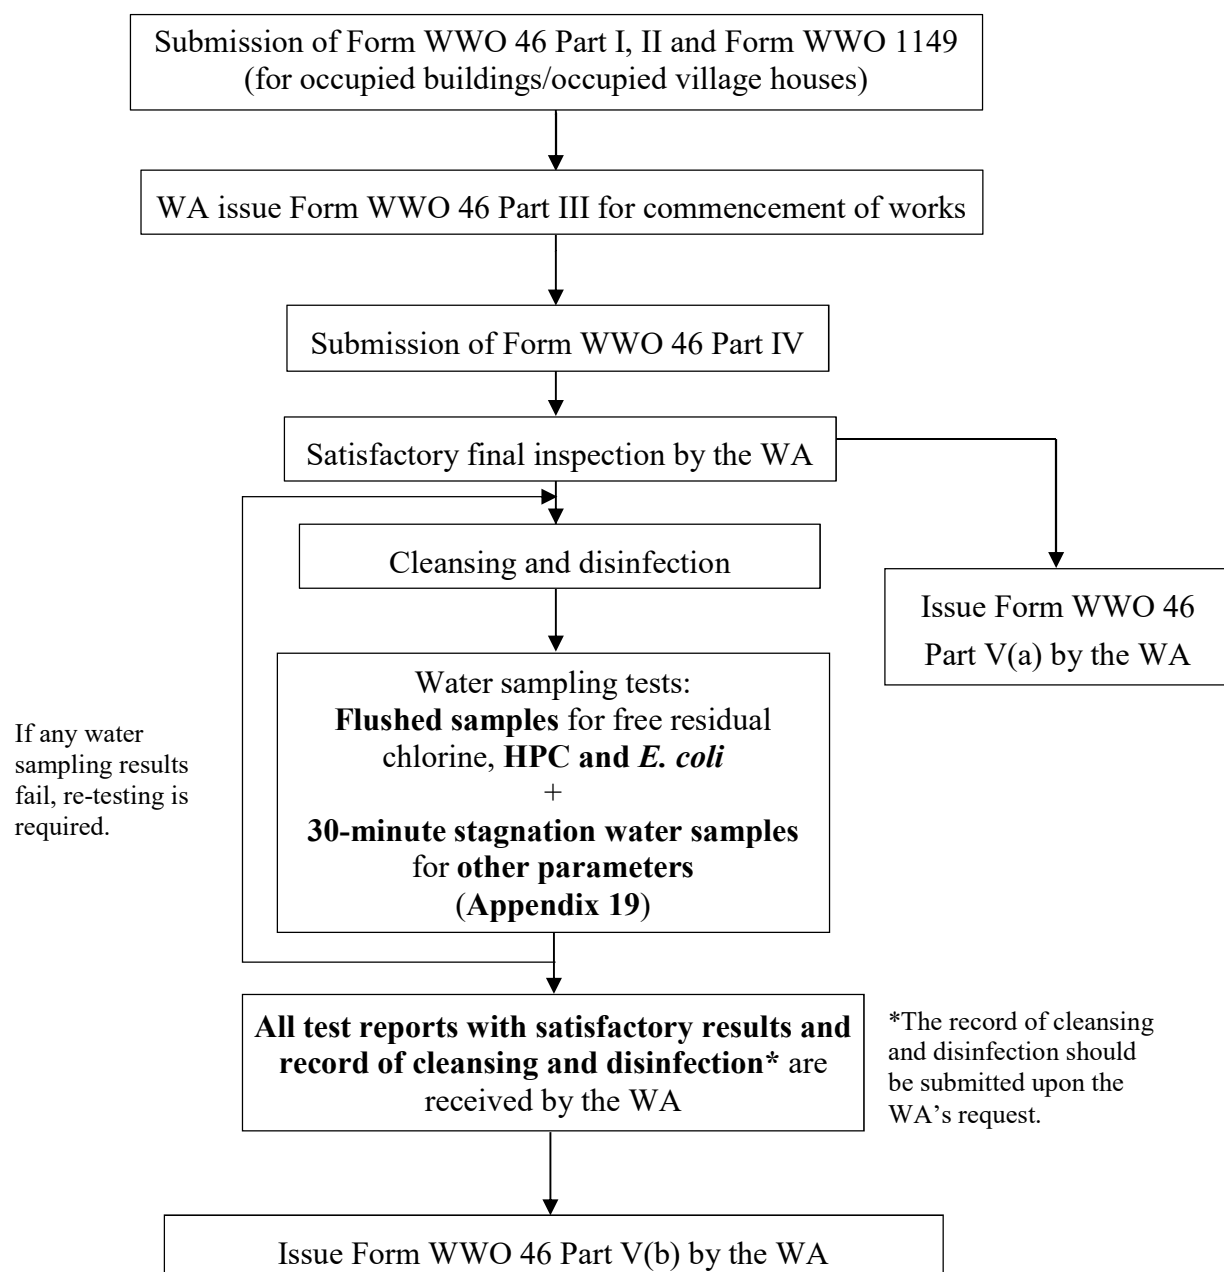 Submission of Form WWO 46 Part I, II and Form WWO 1149
(for occupied buildings/occupied village houses)
WA issue Form WWO 46 Part III for commencement of works
Submission of Form WWO 46 Part IV
Satisfactory final inspection by the WA
Cleansing and disinfection
Issue Form WWO 46
Part V(a) by the WA
Water sampling tests:
Flushed samples for free residual
chlorine, HPC and E. coli
+
30-minute stagnation water samples
for other parameters
(Appendix 19)
If any water
sampling results
fail, re-testing is
required.
All test reports with satisfactory results and
record of cleansing and disinfection* are
received by the WA
*The record of cleansing
and disinfection should
be submitted upon the
WA’s request.
Issue Form WWO 46 Part V(b) by the WA